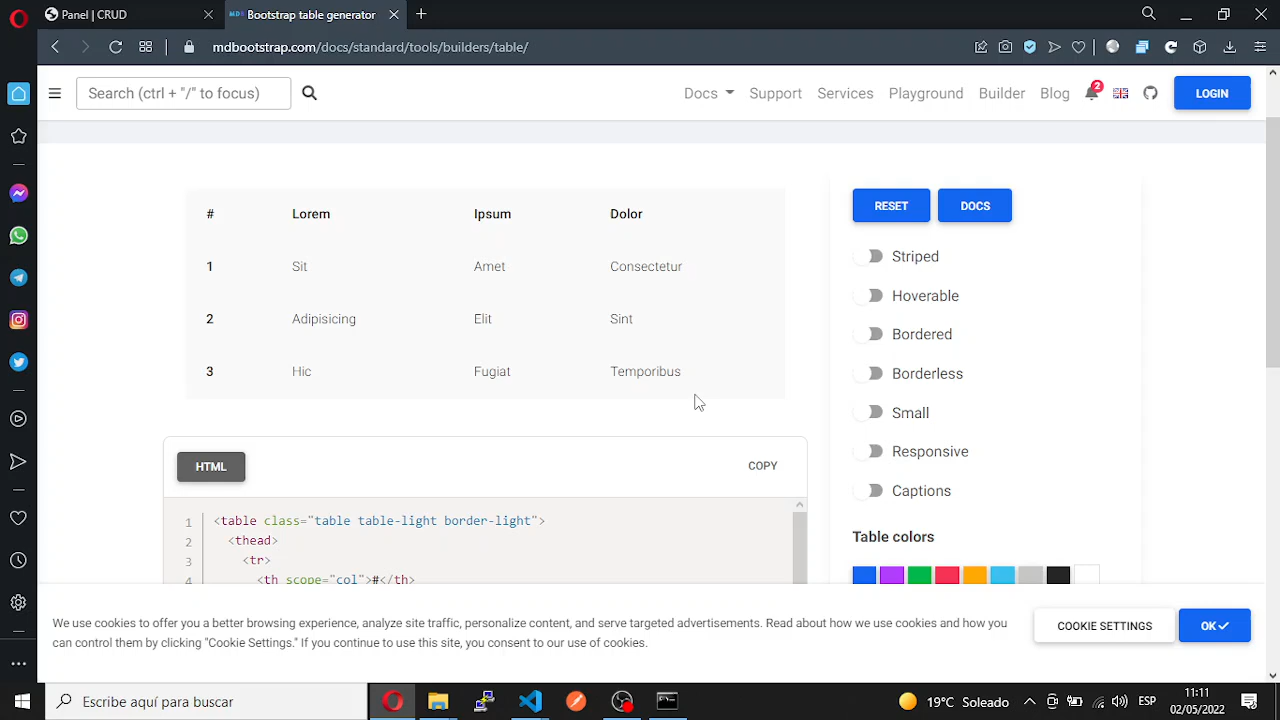 Panel | CRUD
MDB Bootstrap table generator
mdbootstrap.com/docs/standard/tools/builders/table/
Search (ctrl + "/" to focus)
Docs Support Services Playground Builder Blog 2 LOGIN
# Lorem Ipsum Dolor
1 Sit Amet Consectetur
2 Adipisicing Elit Sint
3 Hic Fugiat Temporibus
RESET DOCS
Striped
Hoverable
Bordered
Borderless
Small
Responsive
Captions
Table colors
HTML COPY
1 <table class="table table-light border-light">
2 <thead>
3 <tr>
4 <th scope="col">#</th>
We use cookies to offer you a better browsing experience, analyze site traffic, personalize content, and serve targeted advertisements. Read about how we use cookies and how you
can control them by clicking "Cookie Settings." If you continue to use this site, you consent to our use of cookies.
COOKIE SETTINGS OK
Escribe aquí para buscar
19°C Soleado
ESP
11:11
02/05/2022